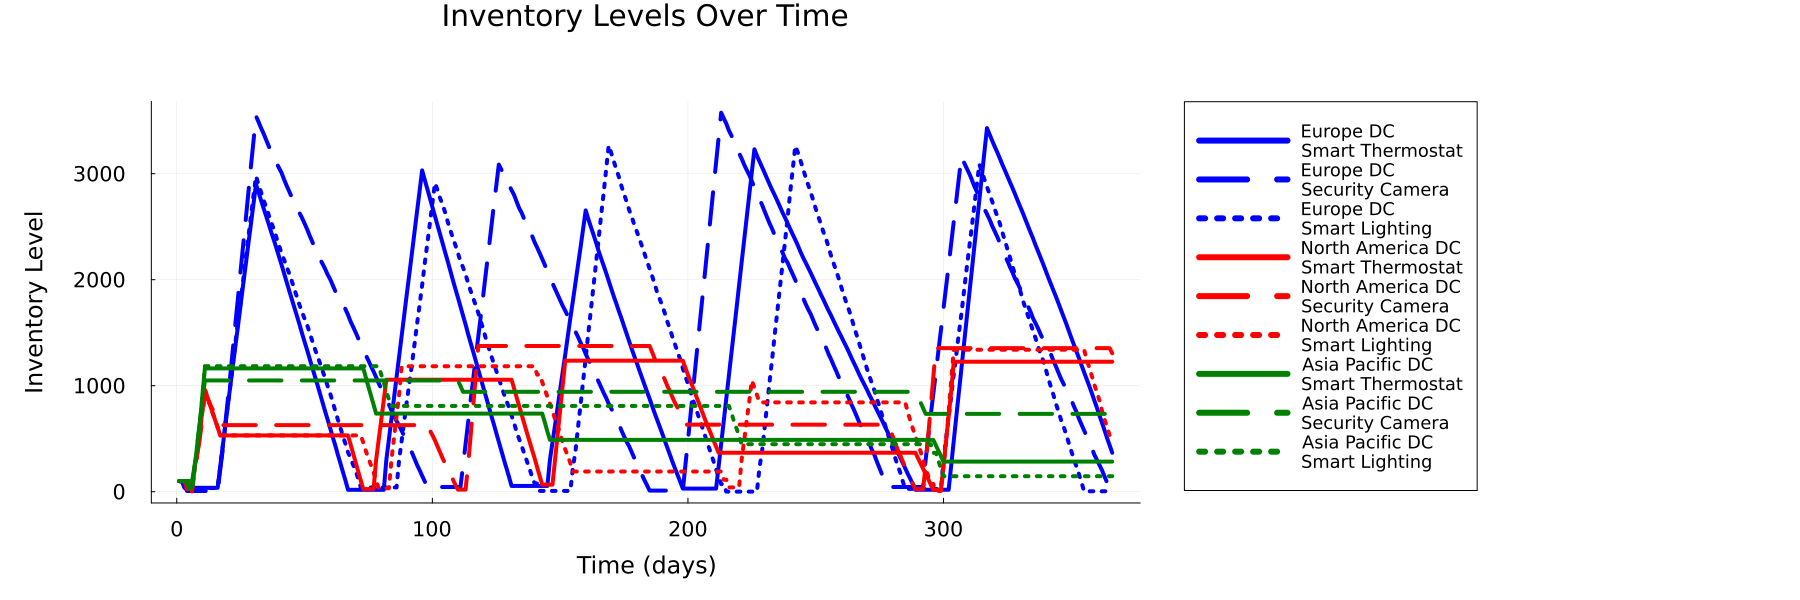 Inventory Levels Over Time
Inventory Level
3000
2000
1000
0
0 100 200 300
Time (days)
Europe DC
Smart Thermostat
Europe DC
Security Camera
Europe DC
Smart Lighting
North America DC
Smart Thermostat
North America DC
Security Camera
North America DC
Smart Lighting
Asia Pacific DC
Smart Thermostat
Asia Pacific DC
Security Camera
Asia Pacific DC
Smart Lighting